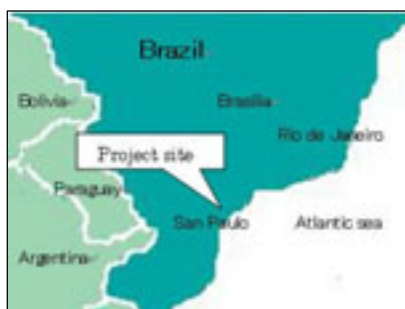 Brazil
Bolivia
Brasilia
Rio de Janeiro
Project site
Paraguay
San Paulo
Atlantic sea
Argentina